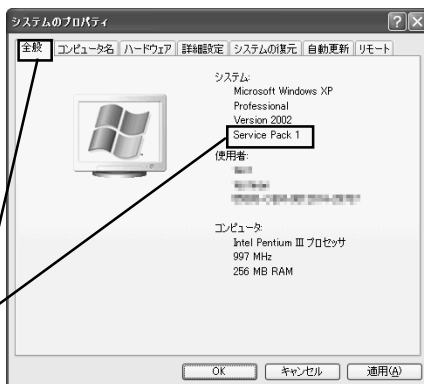 システムのプロパティ
全般 コンピュータ名 ハードウェア 詳細設定 システムの復元 自動更新 リモート
システム:
Microsoft Windows XP
Professional
Version 2002
Service Pack 1
使用者:
コンピュータ:
Intel Pentium III プロセッサ
997 MHz
256 MB RAM
OK キャンセル 適用(A)